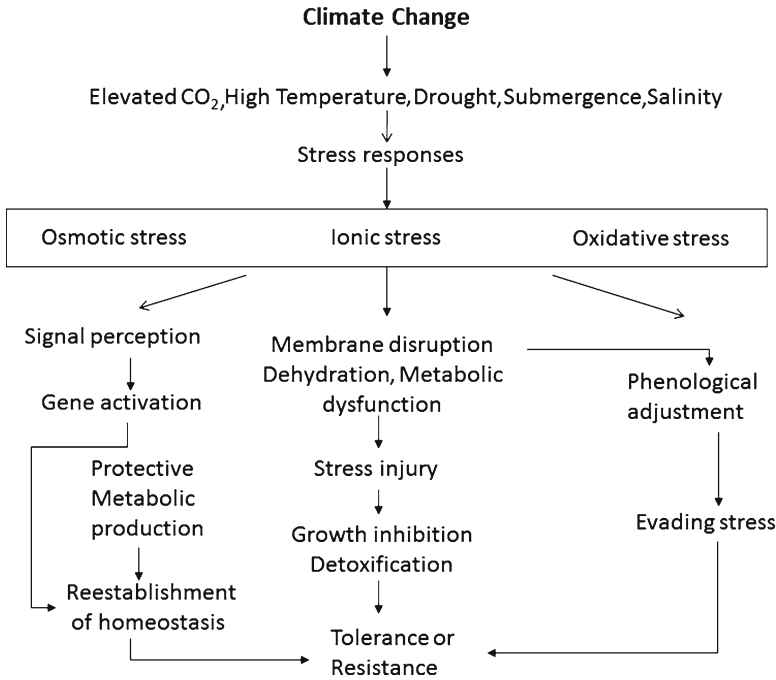 Climate Change
Elevated CO₂,High Temperature,Drought,Submergence,Salinity
Stress responses
Osmotic stress
Ionic stress
Oxidative stress
Signal perception
Gene activation
Protective
Metabolic
production
Reestablishment
of homeostasis
Membrane disruption
Dehydration, Metabolic
dysfunction
Stress injury
Growth inhibition
Detoxification
Tolerance or
Resistance
Phenological
adjustment
Evading stress